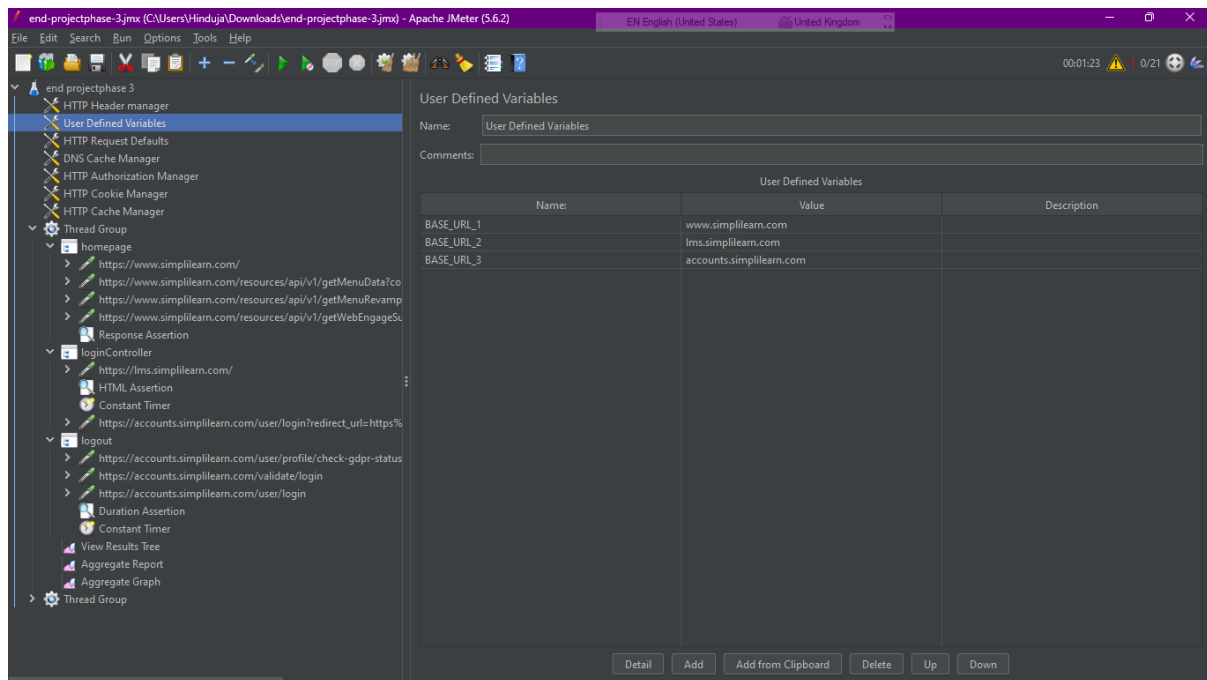 end-projectphase-3.jmx (C:\Users\Hinduja\Downloads\end-projectphase-3.jmx) - Apache JMeter (5.6.2)
EN English (United States) United Kingdom
File Edit Search Run Options Tools Help
00:01:23 1 0/21
end projectphase 3
HTTP Header manager
User Defined Variables
HTTP Request Defaults
DNS Cache Manager
HTTP Authorization Manager
HTTP Cookie Manager
HTTP Cache Manager
Thread Group
homepage
https://www.simplilearn.com/
https://www.simplilearn.com/resources/api/v1/getMenuData?co
https://www.simplilearn.com/resources/api/v1/getMenuRevamp
https://www.simplilearn.com/resources/api/v1/getWebEngageSu
Response Assertion
loginController
https://lms.simplilearn.com/
HTML Assertion
Constant Timer
https://accounts.simplilearn.com/user/login?redirect_url=https%
logout
https://accounts.simplilearn.com/user/profile/check-gdpr-status
https://accounts.simplilearn.com/validate/login
https://accounts.simplilearn.com/user/login
Duration Assertion
Constant Timer
View Results Tree
Aggregate Report
Aggregate Graph
Thread Group
User Defined Variables
Name: User Defined Variables
Comments:
User Defined Variables
Name: Value Description
BASE_URL_1 www.simplilearn.com
BASE_URL_2 lms.simplilearn.com
BASE_URL_3 accounts.simplilearn.com
Detail Add Add from Clipboard Delete Up Down